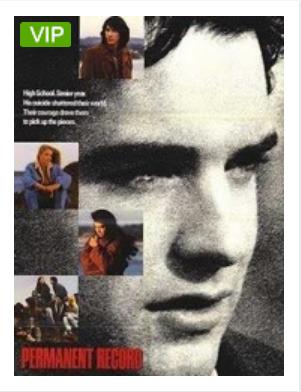 VIP
High School. Senior year.
His suicide shattered their world.
Their courage drove them
to pick up the pieces.
PERMANENT RECORD